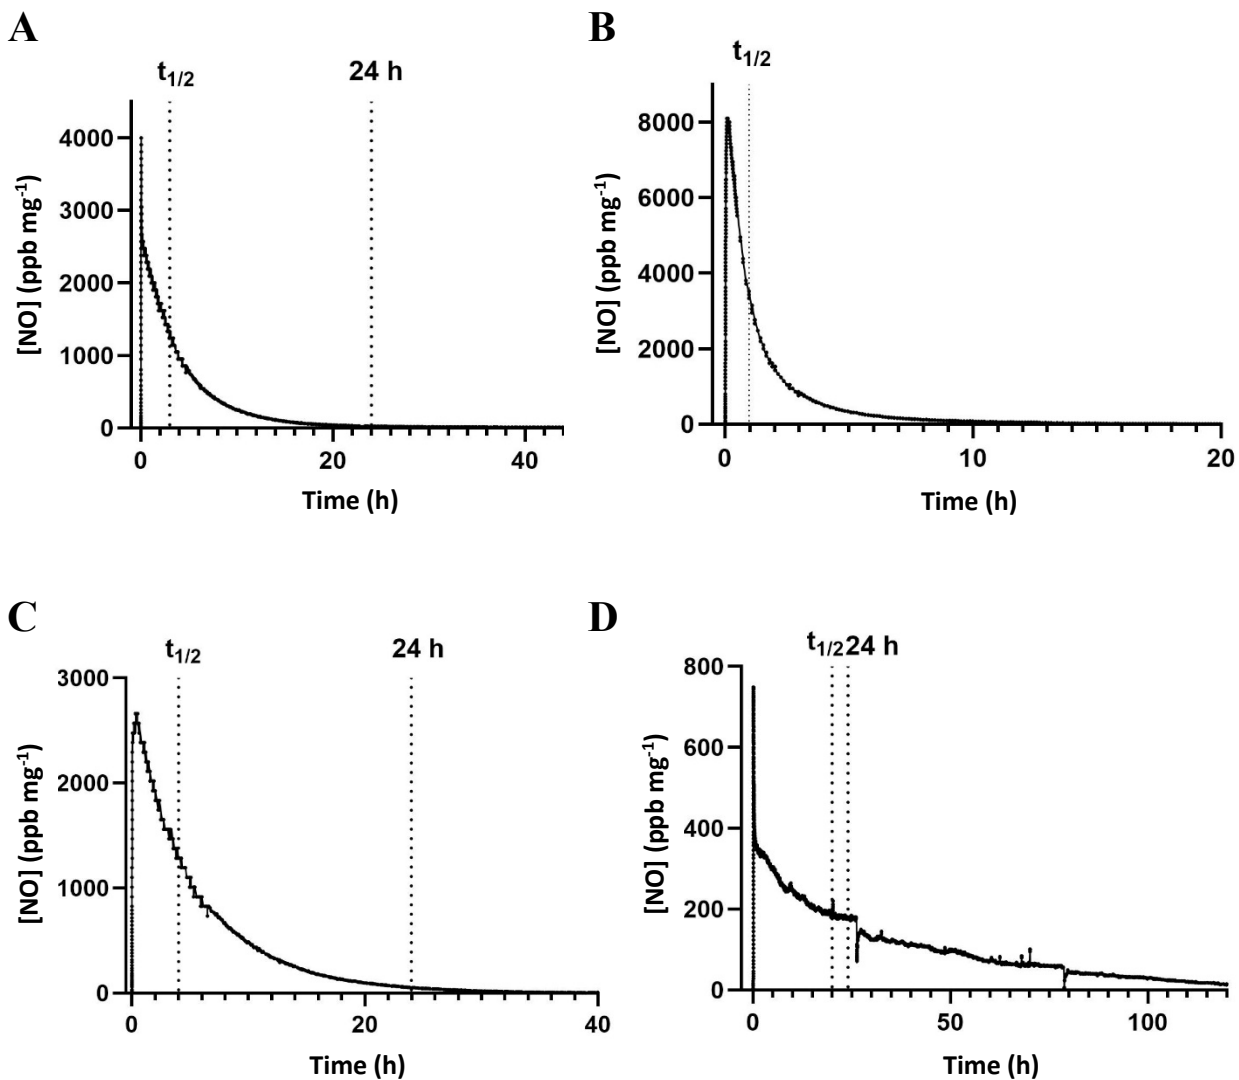 A
t1/2 24 h
[NO] (ppb mg-1)
4000
3000
2000
1000
0
0 20 40
Time (h)
B
t1/2
[NO] (ppb mg-1)
8000
6000
4000
2000
0
0 10 20
Time (h)
C
t1/2 24 h
[NO] (ppb mg-1)
3000
2000
1000
0
0 20 40
Time (h)
D
t1/2 24 h
[NO] (ppb mg-1)
800
600
400
200
0
0 50 100
Time (h)